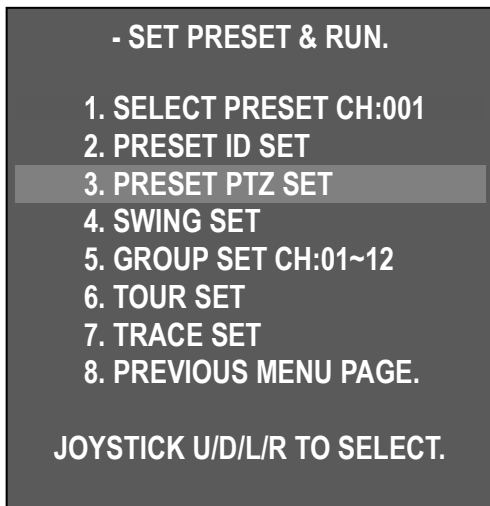 - SET PRESET & RUN.
1. SELECT PRESET CH:001
2. PRESET ID SET
3. PRESET PTZ SET
4. SWING SET
5. GROUP SET CH:01~12
6. TOUR SET
7. TRACE SET
8. PREVIOUS MENU PAGE.
JOYSTICK U/D/L/R TO SELECT.